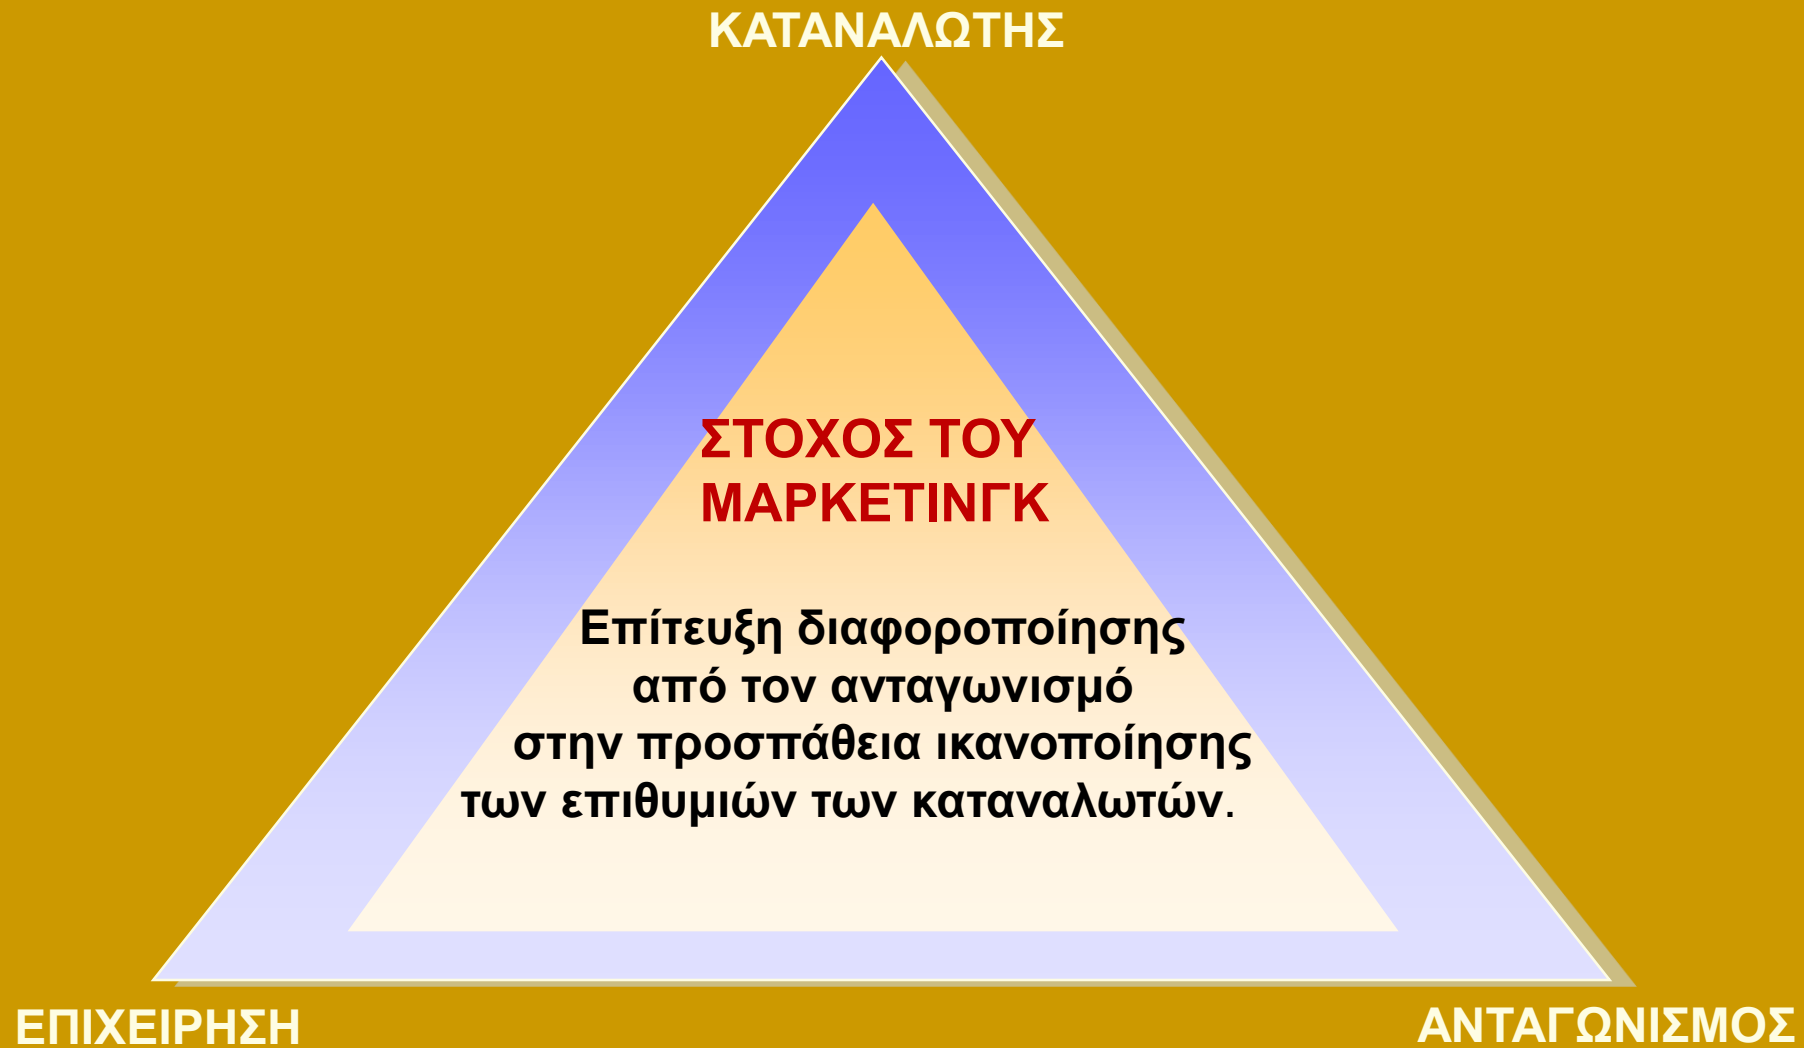 ΚΑΤΑΝΑΛΩΤΗΣ
ΣΤΟΧΟΣ ΤΟΥ
ΜΑΡΚΕΤΙΝΓΚ
Επίτευξη διαφοροποίησης
από τον ανταγωνισμό
στην προσπάθεια ικανοποίησης
των επιθυμιών των καταναλωτών.
ΕΠΙΧΕΙΡΗΣΗ
ΑΝΤΑΓΩΝΙΣΜΟΣ